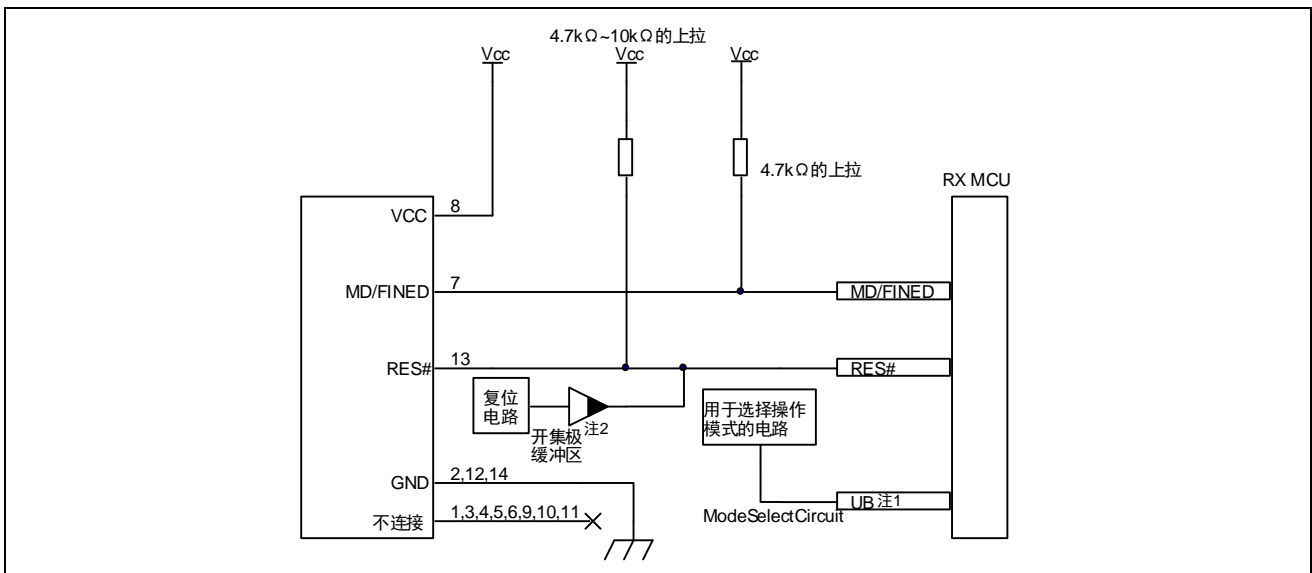 4.7kΩ~10kΩ的上拉
Vcc
Vcc
Vcc
4.7kΩ的上拉
RX MCU
VCC
8
MD/FINED
7
MD/FINED
RES#
13
RES#
复位
电路
开集极
缓冲区
注2
用于选择操作
模式的电路
GND
2,12,14
不连接
1,3,4,5,6,9,10,11
ModeSelectCircuit
UB注1